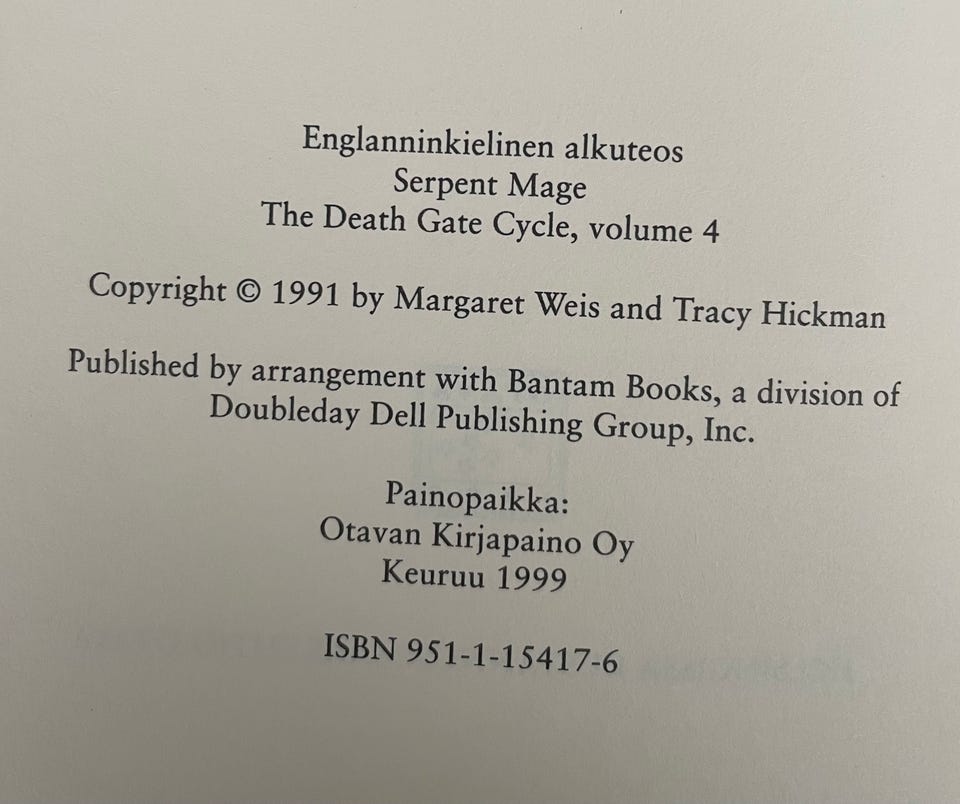 Englanninkielinen alkuteos
Serpent Mage
The Death Gate Cycle, volume 4
Copyright © 1991 by Margaret Weis and Tracy Hickman
Published by arrangement with Bantam Books, a division of
Doubleday Dell Publishing Group, Inc.
Painopaikka:
Otavan Kirjapaino Oy
Keuruu 1999
ISBN 951-1-15417-6